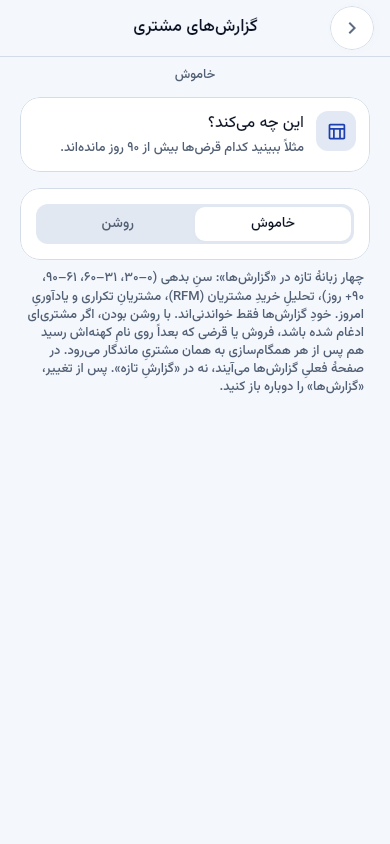 گزارش‌های مشتری
خاموش
این چه می‌کند؟
مثلاً ببینید کدام قرض‌ها بیش از ۹۰ روز مانده‌اند.
خاموش
روشن
چهار زبانهٔ تازه در «گزارش‌ها»: سنِ بدهی (۰–۳۰، ۳۱–۶۰، ۶۱–۹۰،
۹۰+ روز)، تحلیلِ خریدِ مشتریان (RFM)، مشتریانِ تکراری و یادآوریِ
امروز. خودِ گزارش‌ها فقط خواندنی‌اند. با روشن بودن، اگر مشتری‌ای
ادغام شده باشد، فروش یا قرضی که بعداً روی نامِ کهنه‌اش رسید
هم پس از هر همگام‌سازی به همان مشتریِ ماندگار می‌رود. در
صفحهٔ فعلیِ گزارش‌ها می‌آیند، نه در «گزارشِ تازه». پس از تغییر،
«گزارش‌ها» را دوباره باز کنید.